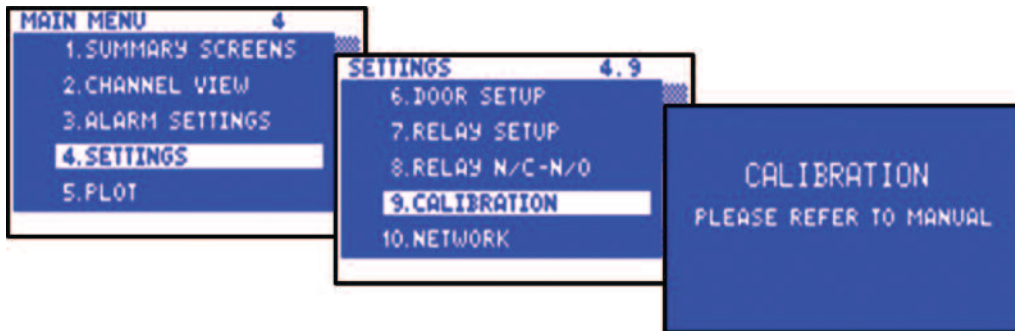 MAIN MENU 4
1.SUMMARY SCREENS
2.CHANNEL VIEW
3.ALARM SETTINGS
4.SETTINGS
5.PLOT
SETTINGS 4.9
6.DOOR SETUP
7.RELAY SETUP
8.RELAY N/C-N/O
9.CALIBRATION
10.NETWORK
CALIBRATION
PLEASE REFER TO MANUAL